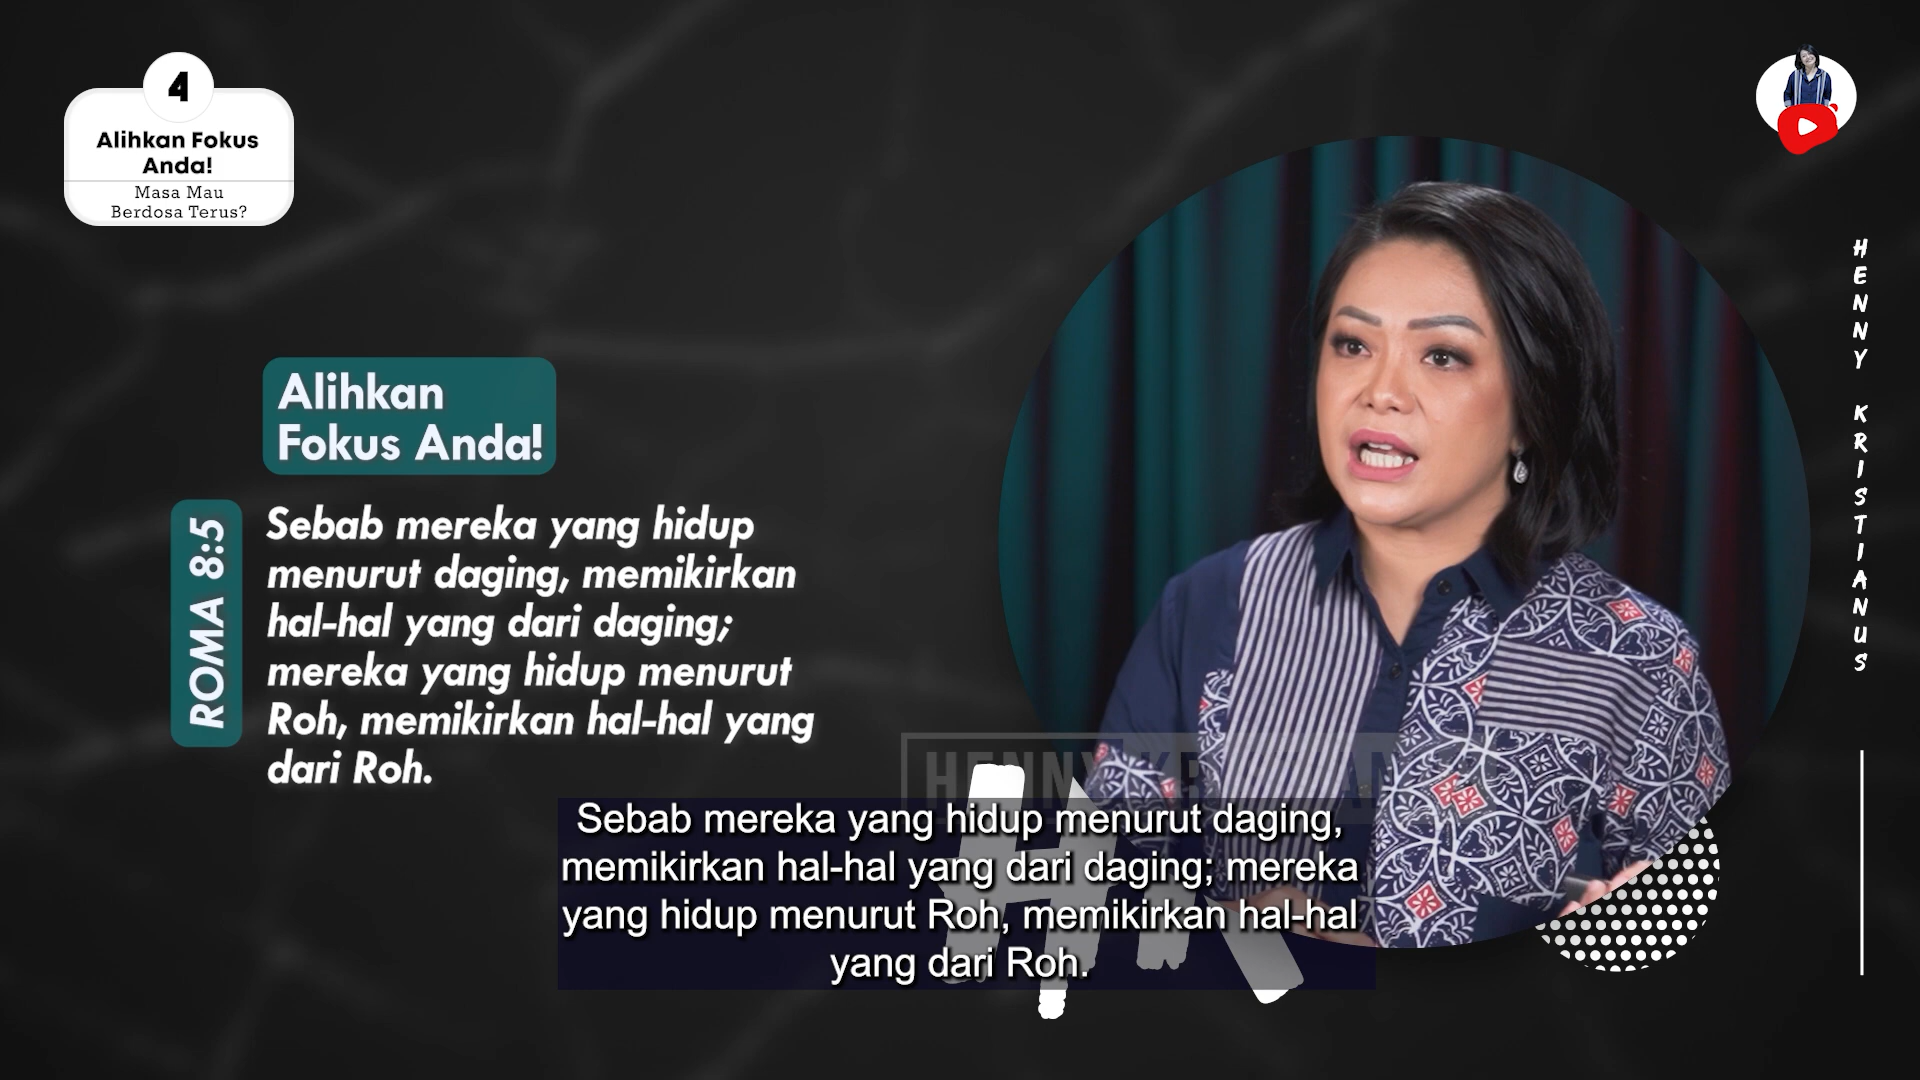 4
Alihkan Fokus
Anda!
Masa Mau
Berdosa Terus?
HENNY KRISTIANUS
Alihkan
Fokus Anda!
ROMA 8:5
Sebab mereka yang hidup
menurut daging, memikirkan
hal-hal yang dari daging;
mereka yang hidup menurut
Roh, memikirkan hal-hal yang
dari Roh.
HK
Sebab mereka yang hidup menurut daging,
memikirkan hal-hal yang dari daging; mereka
yang hidup menurut Roh, memikirkan hal-hal
yang dari Roh.